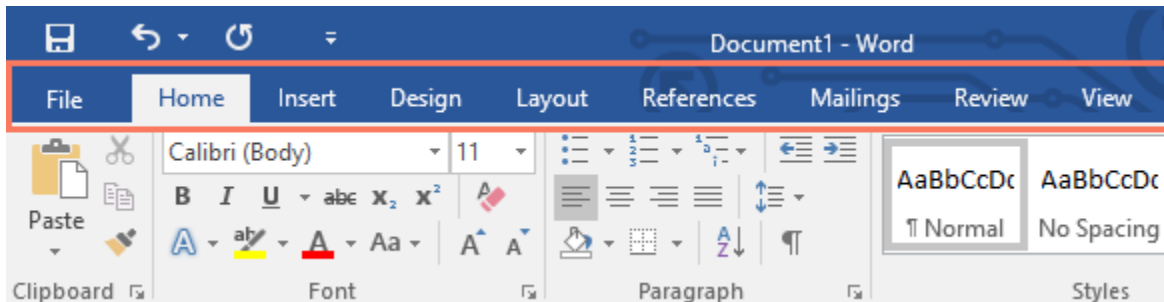 Document1 - Word
File Home Insert Design Layout References Mailings Review View
Calibri (Body) 11
AaBbCcDc AaBbCcDc
B I U abc X₂ X²
Paste
¶ Normal No Spacing
A aby A Aa A A A Z ¶
Clipboard Font Paragraph Styles